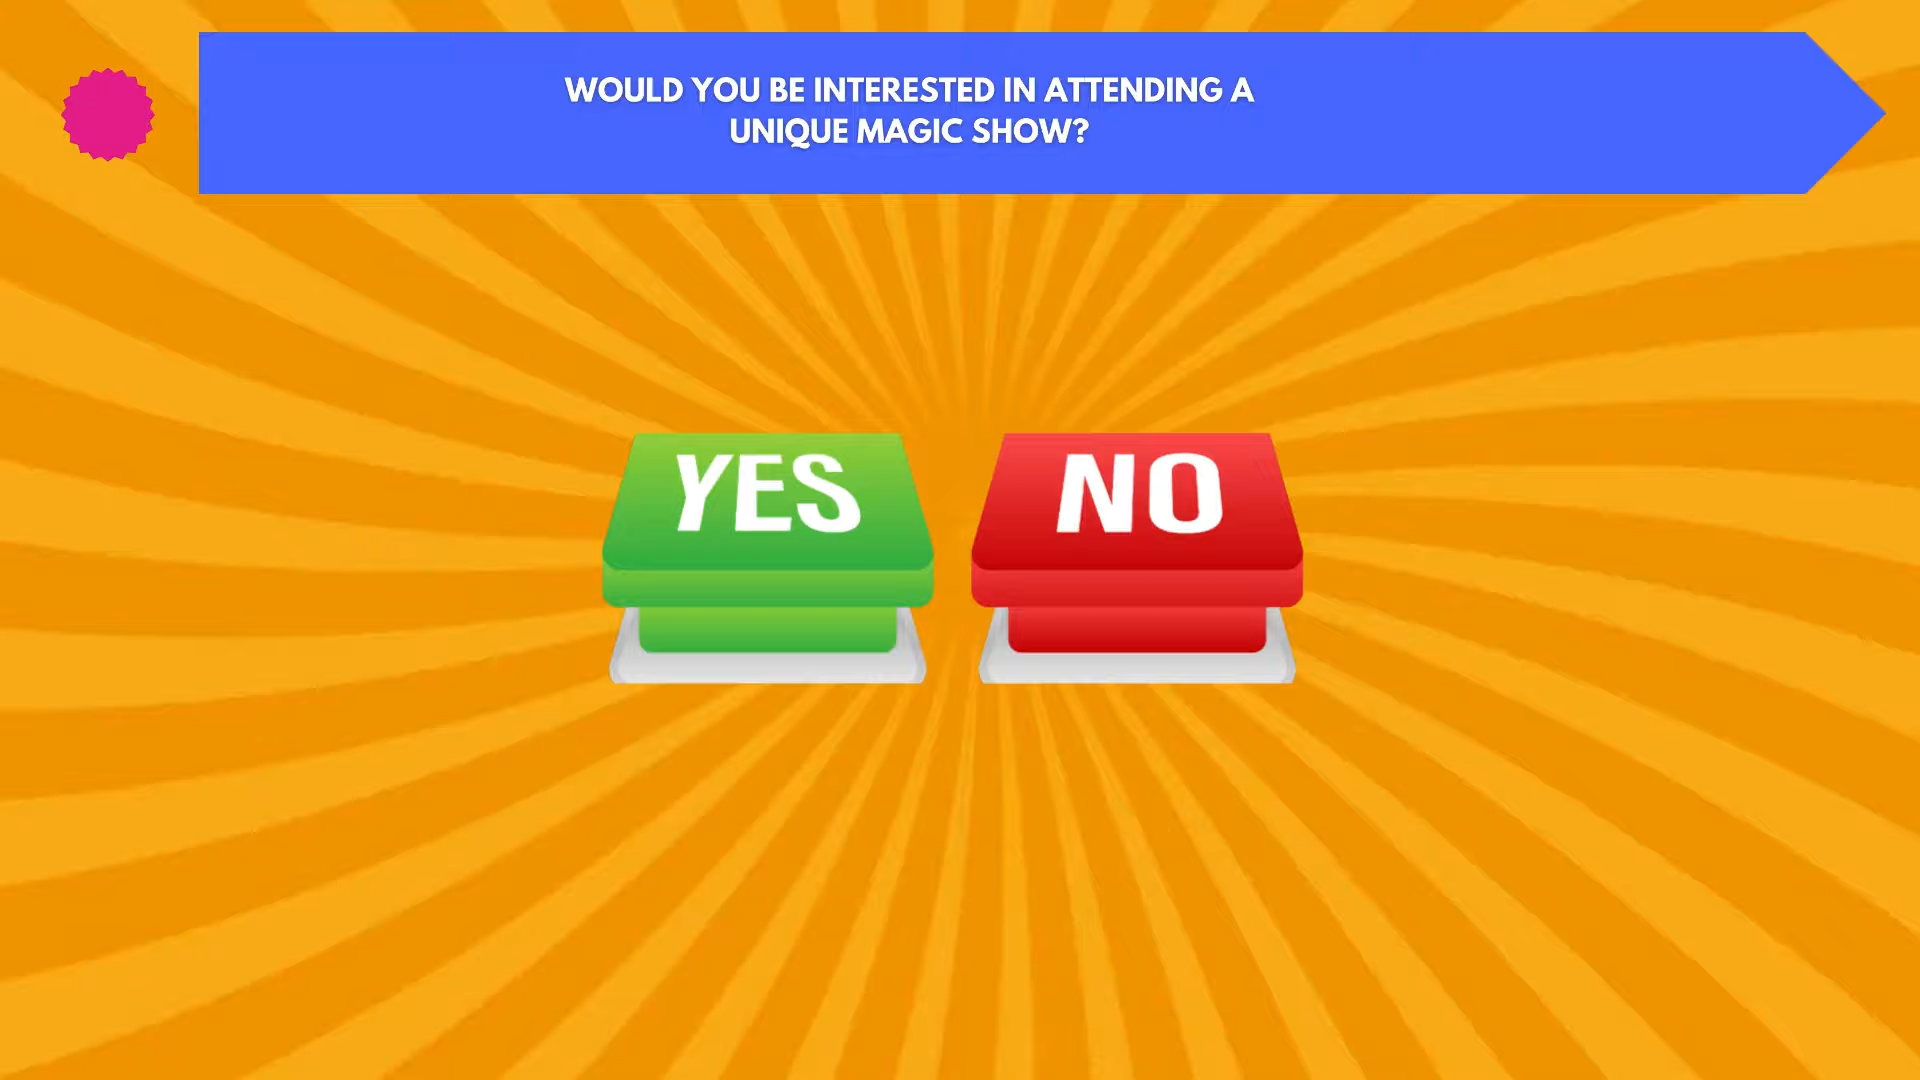 WOULD YOU BE INTERESTED IN ATTENDING A
UNIQUE MAGIC SHOW?
YES
NO